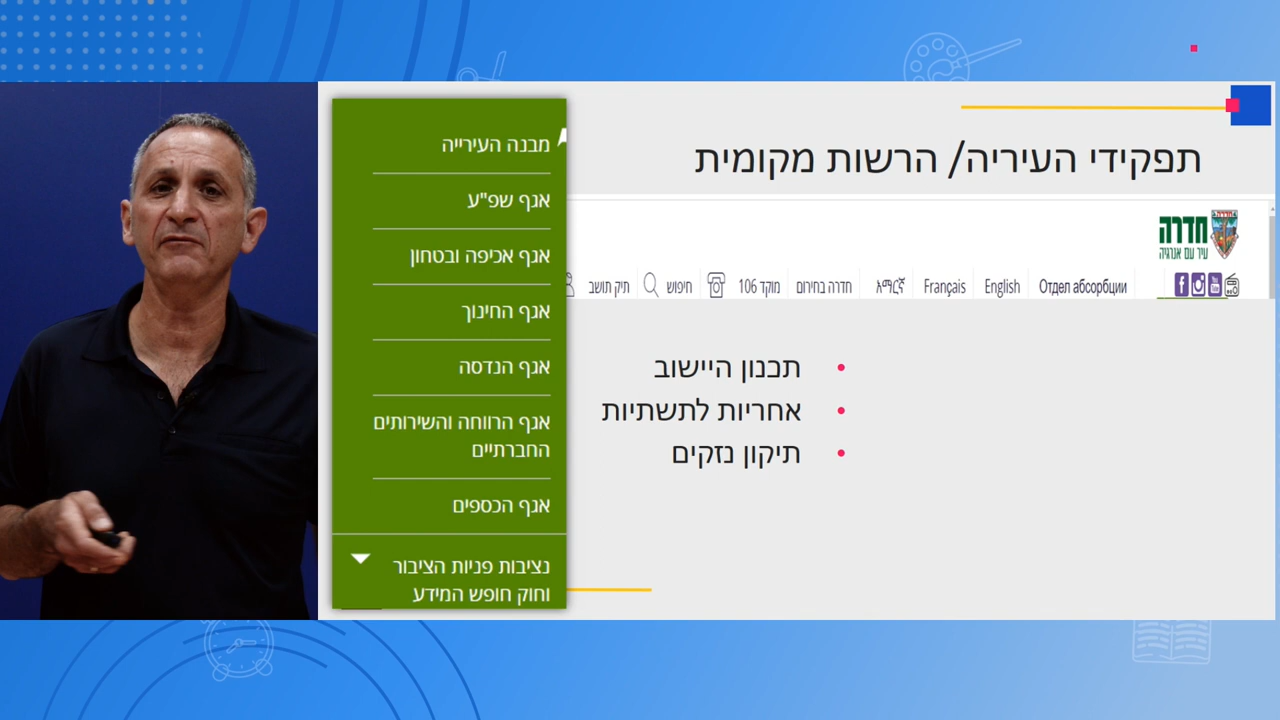 תפקידי העיריה/ הרשות מקומית
חדרה
עיר עם אנרגיה
Отдел абсорбции
English
Français
አማርኛ
חדרה בחירום
מוקד 106
חיפוש
תיק תושב
תכנון היישוב
אחריות לתשתיות
תיקון נזקים
מבנה העירייה
אגף שפ"ע
אגף אכיפה ובטחון
אגף החינוך
אגף הנדסה
אגף הרווחה והשירותים
החברתיים
אגף הכספים
נציבות פניות הציבור
וחוק חופש המידע